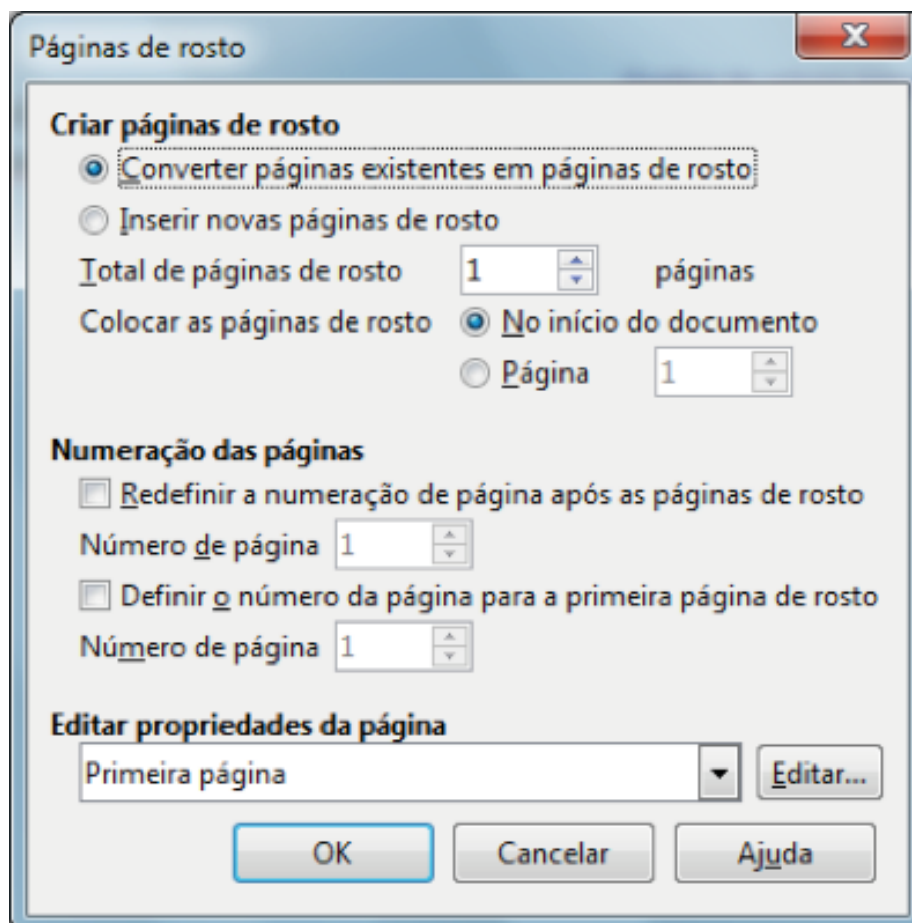 Páginas de rosto
Criar páginas de rosto
Converter páginas existentes em páginas de rosto
Inserir novas páginas de rosto
Total de páginas de rosto 1 páginas
Colocar as páginas de rosto No início do documento
Página 1
Numeração das páginas
Redefinir a numeração de página após as páginas de rosto
Número de página 1
Definir o número da página para a primeira página de rosto
Número de página 1
Editar propriedades da página
Primeira página Editar...
OK Cancelar Ajuda